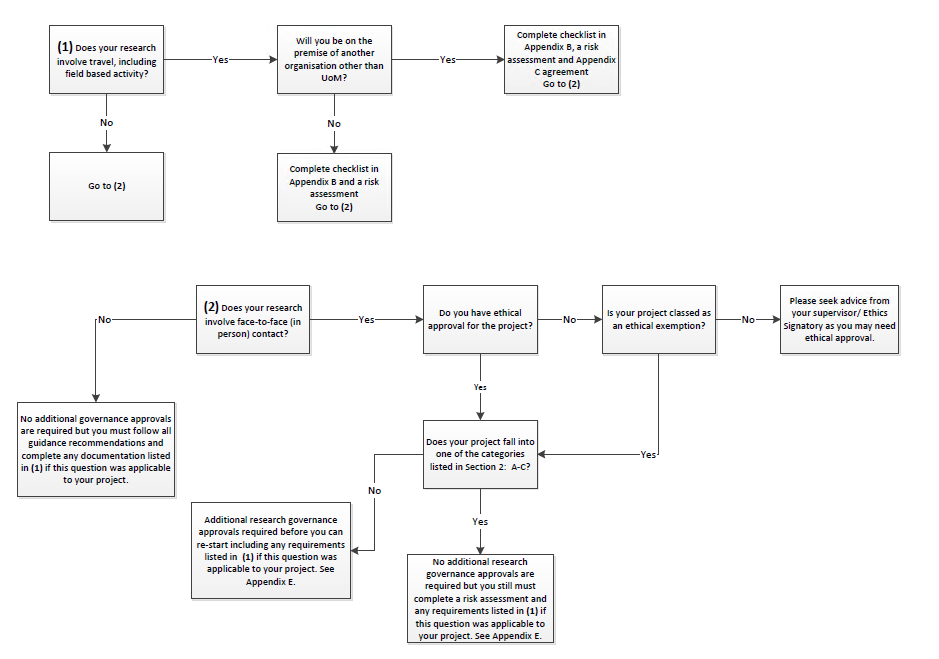 (1) Does your research
involve travel, including
field based activity?
Yes
Will you be on the
premise of another
organisation other than
UoM?
Yes
Complete checklist in
Appendix B, a risk
assessment and Appendix
C agreement
Go to (2)
No
No
Go to (2)
Complete checklist in
Appendix B and a risk
assessment
Go to (2)
(2) Does your research
involve face-to-face (in
person) contact?
No
Yes
Do you have ethical
approval for the project?
No
Is your project classed as
an ethical exemption?
No
Please seek advice from
your supervisor/ Ethics
Signatory as you may need
ethical approval.
Yes
No additional governance approvals
are required but you must follow all
guidance recommendations and
complete any documentation listed
in (1) if this question was applicable
to your project.
Does your project fall into
one of the categories
listed in Section 2: A-C?
Yes
No
Additional research governance
approvals required before you can
re-start including any requirements
listed in (1) if this question was
applicable to your project. See
Appendix E.
Yes
No additional research
governance approvals are
required but you still must
complete a risk assessment and
any requirements listed in (1) if
this question was applicable to
your project. See Appendix E.